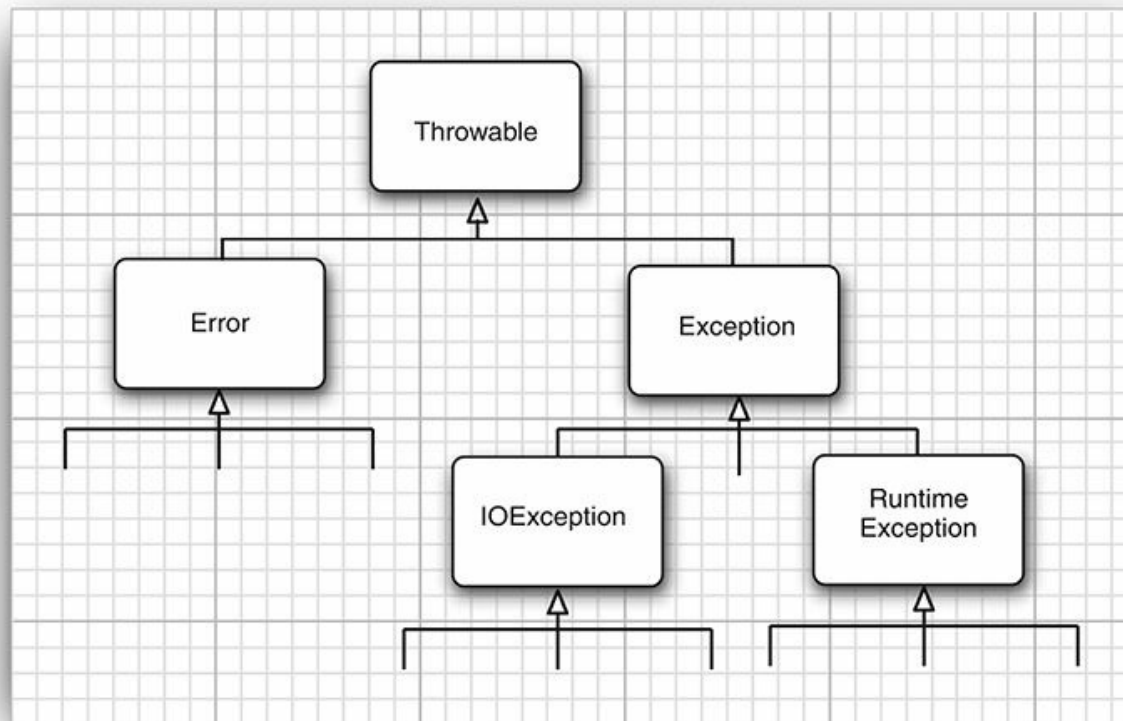 Throwable
Error
Exception
IOException
Runtime
Exception